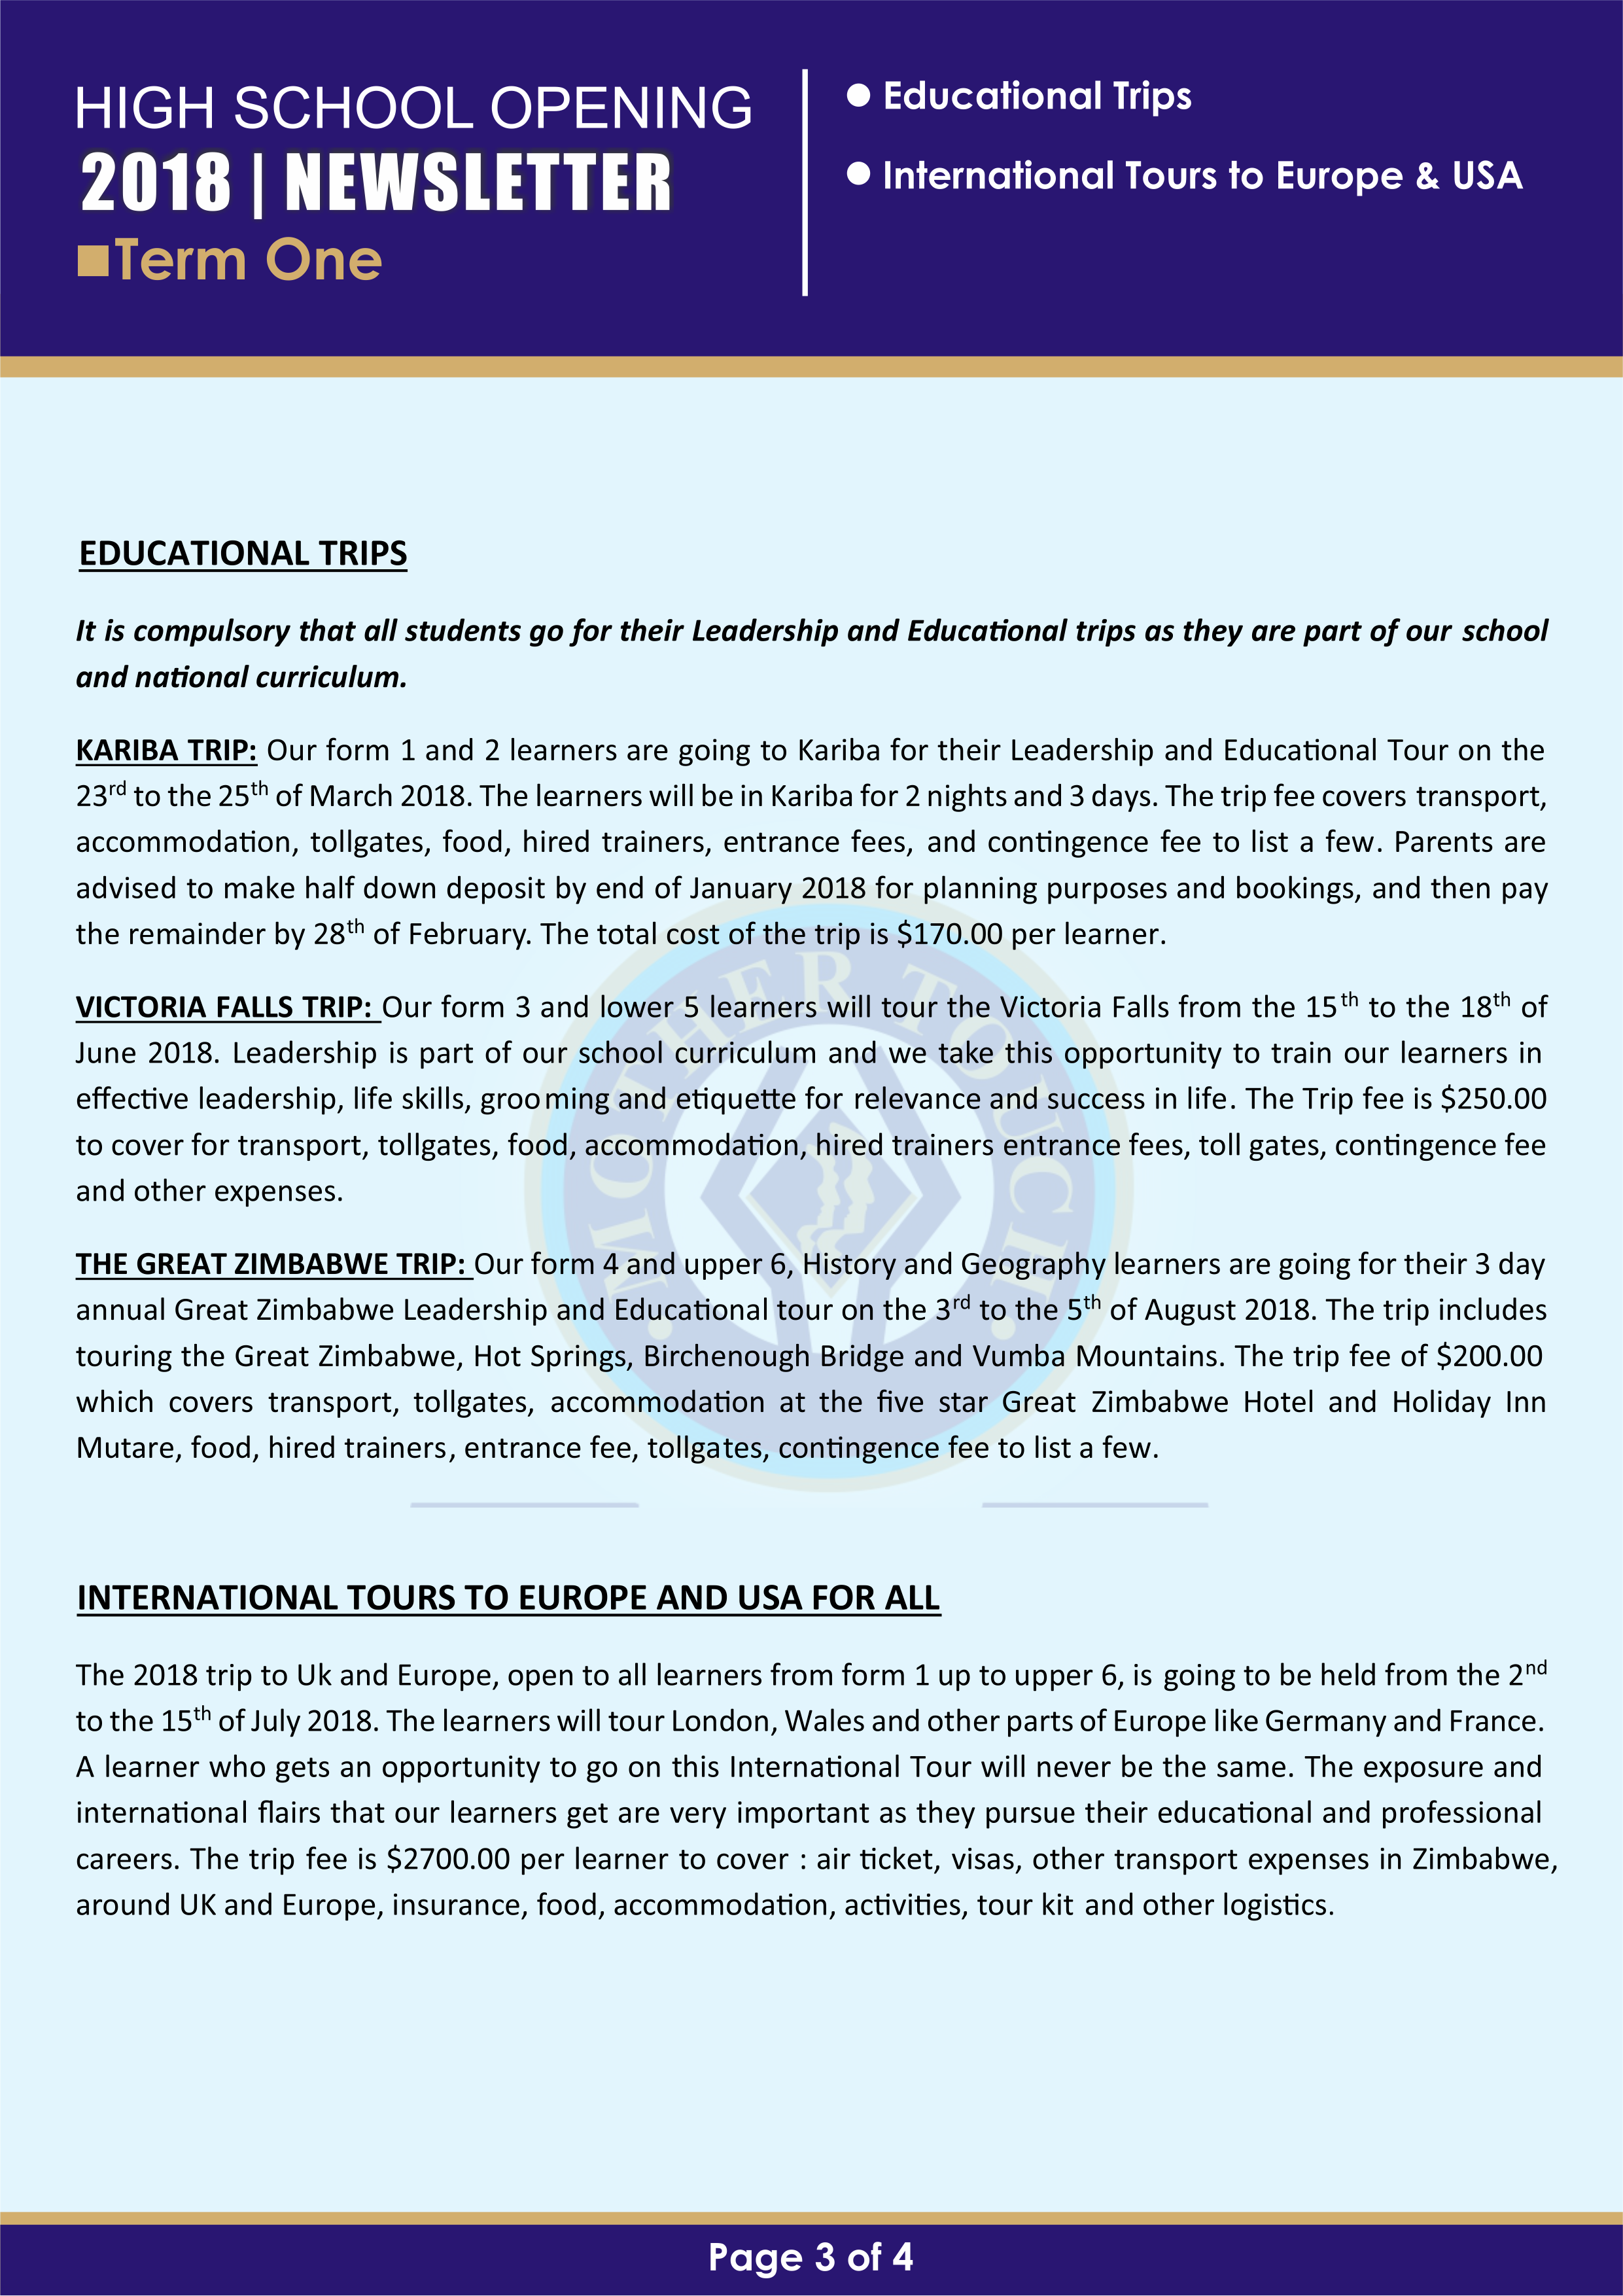 HIGH SCHOOL OPENING
2018 | NEWSLETTER
■Term One
● Educational Trips
● International Tours to Europe & USA
EDUCATIONAL TRIPS
It is compulsory that all students go for their Leadership and Educational trips as they are part of our school
and national curriculum.
KARIBA TRIP: Our form 1 and 2 learners are going to Kariba for their Leadership and Educational Tour on the
23rd to the 25th of March 2018. The learners will be in Kariba for 2 nights and 3 days. The trip fee covers transport,
accommodation, tollgates, food, hired trainers, entrance fees, and contingence fee to list a few. Parents are
advised to make half down deposit by end of January 2018 for planning purposes and bookings, and then pay
the remainder by 28th of February. The total cost of the trip is $170.00 per learner.
VICTORIA FALLS TRIP: Our form 3 and lower 5 learners will tour the Victoria Falls from the 15th to the 18th of
June 2018. Leadership is part of our school curriculum and we take this opportunity to train our learners in
effective leadership, life skills, grooming and etiquette for relevance and success in life. The Trip fee is $250.00
to cover for transport, tollgates, food, accommodation, hired trainers entrance fees, toll gates, contingence fee
and other expenses.
THE GREAT ZIMBABWE TRIP: Our form 4 and upper 6, History and Geography learners are going for their 3 day
annual Great Zimbabwe Leadership and Educational tour on the 3rd to the 5th of August 2018. The trip includes
touring the Great Zimbabwe, Hot Springs, Birchenough Bridge and Vumba Mountains. The trip fee of $200.00
which covers transport, tollgates, accommodation at the five star Great Zimbabwe Hotel and Holiday Inn
Mutare, food, hired trainers, entrance fee, tollgates, contingence fee to list a few.
MOTHER TOUCH
INTERNATIONAL TOURS TO EUROPE AND USA FOR ALL
The 2018 trip to Uk and Europe, open to all learners from form 1 up to upper 6, is going to be held from the 2nd
to the 15th of July 2018. The learners will tour London, Wales and other parts of Europe like Germany and France.
A learner who gets an opportunity to go on this International Tour will never be the same. The exposure and
international flairs that our learners get are very important as they pursue their educational and professional
careers. The trip fee is $2700.00 per learner to cover : air ticket, visas, other transport expenses in Zimbabwe,
around UK and Europe, insurance, food, accommodation, activities, tour kit and other logistics.
Page 3 of 4